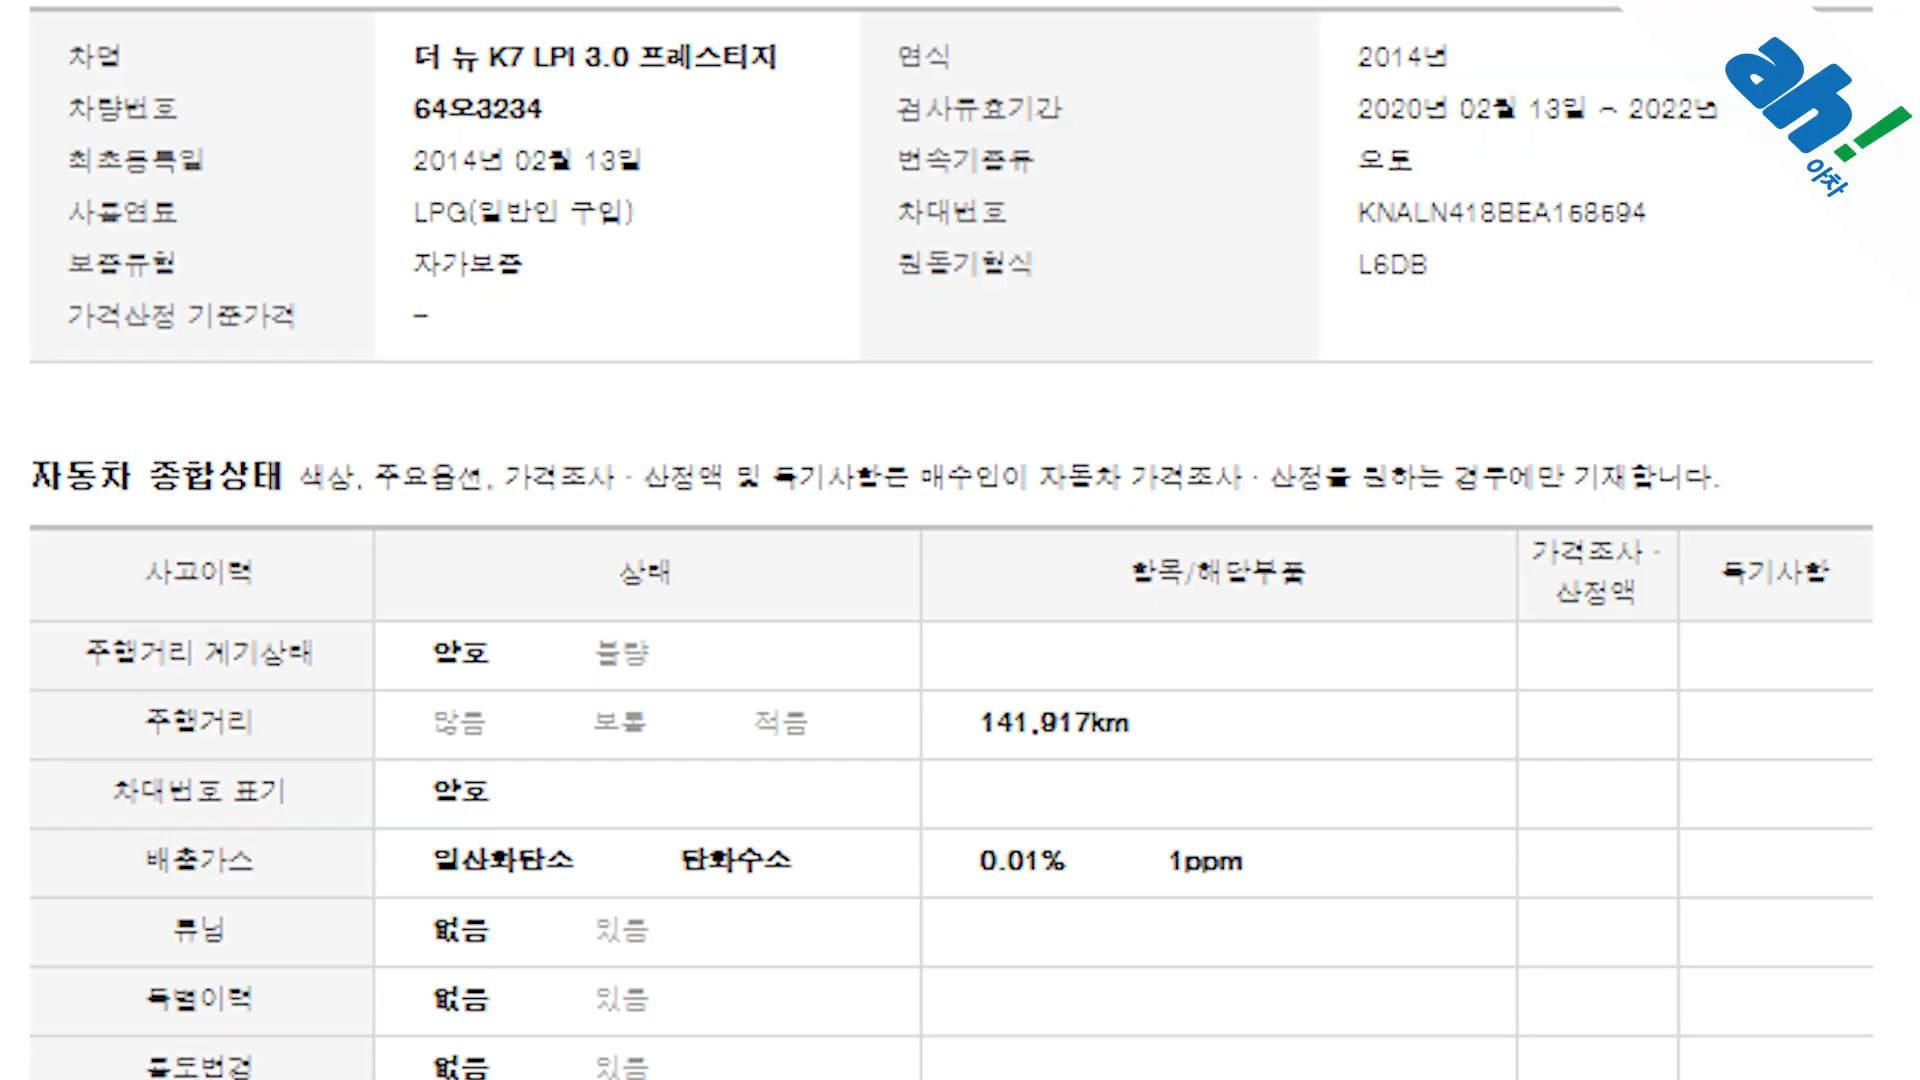 차명 더 뉴 K7 LPI 3.0 프레스티지 연식 2014년
차량번호 64오3234 검사유효기간 2020년 02월 13일 ~ 2022년
최초등록일 2014년 02월 13일 변속기종류 오토
사용연료 LPG(일반인 구입) 차대번호 KNALN418BEA168694
보증유형 자가보증 원동기형식 L6DB
가격산정 기준가격 -
ah!
아차
자동차 종합상태 색상, 주요옵션, 가격조사 · 산정액 및 특기사항은 매수인이 자동차 가격조사 · 산정을 원하는 경우에만 기재합니다.
사고이력 상태 항목/해당부품 가격조사 · 산정액 특기사항
주행거리 계기상태 양호 불량
주행거리 많음 보통 적음 141,917km
차대번호 표기 양호
배출가스 일산화탄소 탄화수소 0.01% 1ppm
튜닝 없음 있음
특별이력 없음 있음
용도변경 없음 있음